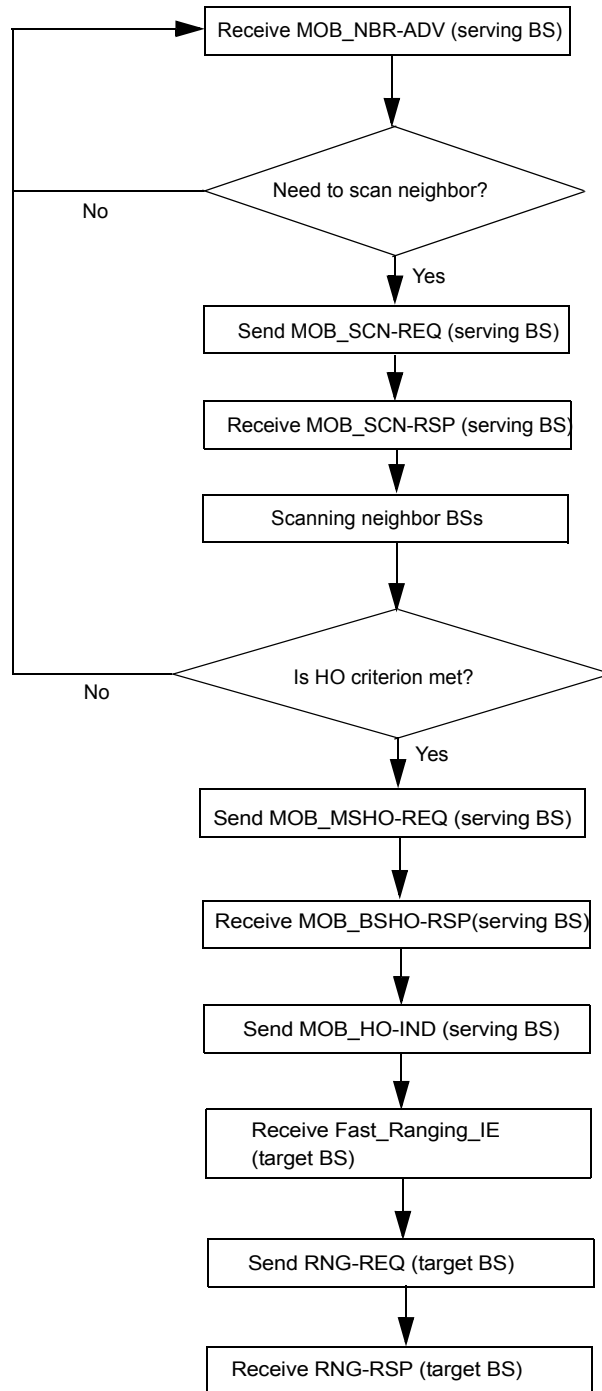 Receive MOB_NBR-ADV (serving BS)
Need to scan neighbor?
No
Yes
Send MOB_SCN-REQ (serving BS)
Receive MOB_SCN-RSP (serving BS)
Scanning neighbor BSs
Is HO criterion met?
No
Yes
Send MOB_MSHO-REQ (serving BS)
Receive MOB_BSHO-RSP(serving BS)
Send MOB_HO-IND (serving BS)
Receive Fast_Ranging_IE
(target BS)
Send RNG-REQ (target BS)
Receive RNG-RSP (target BS)